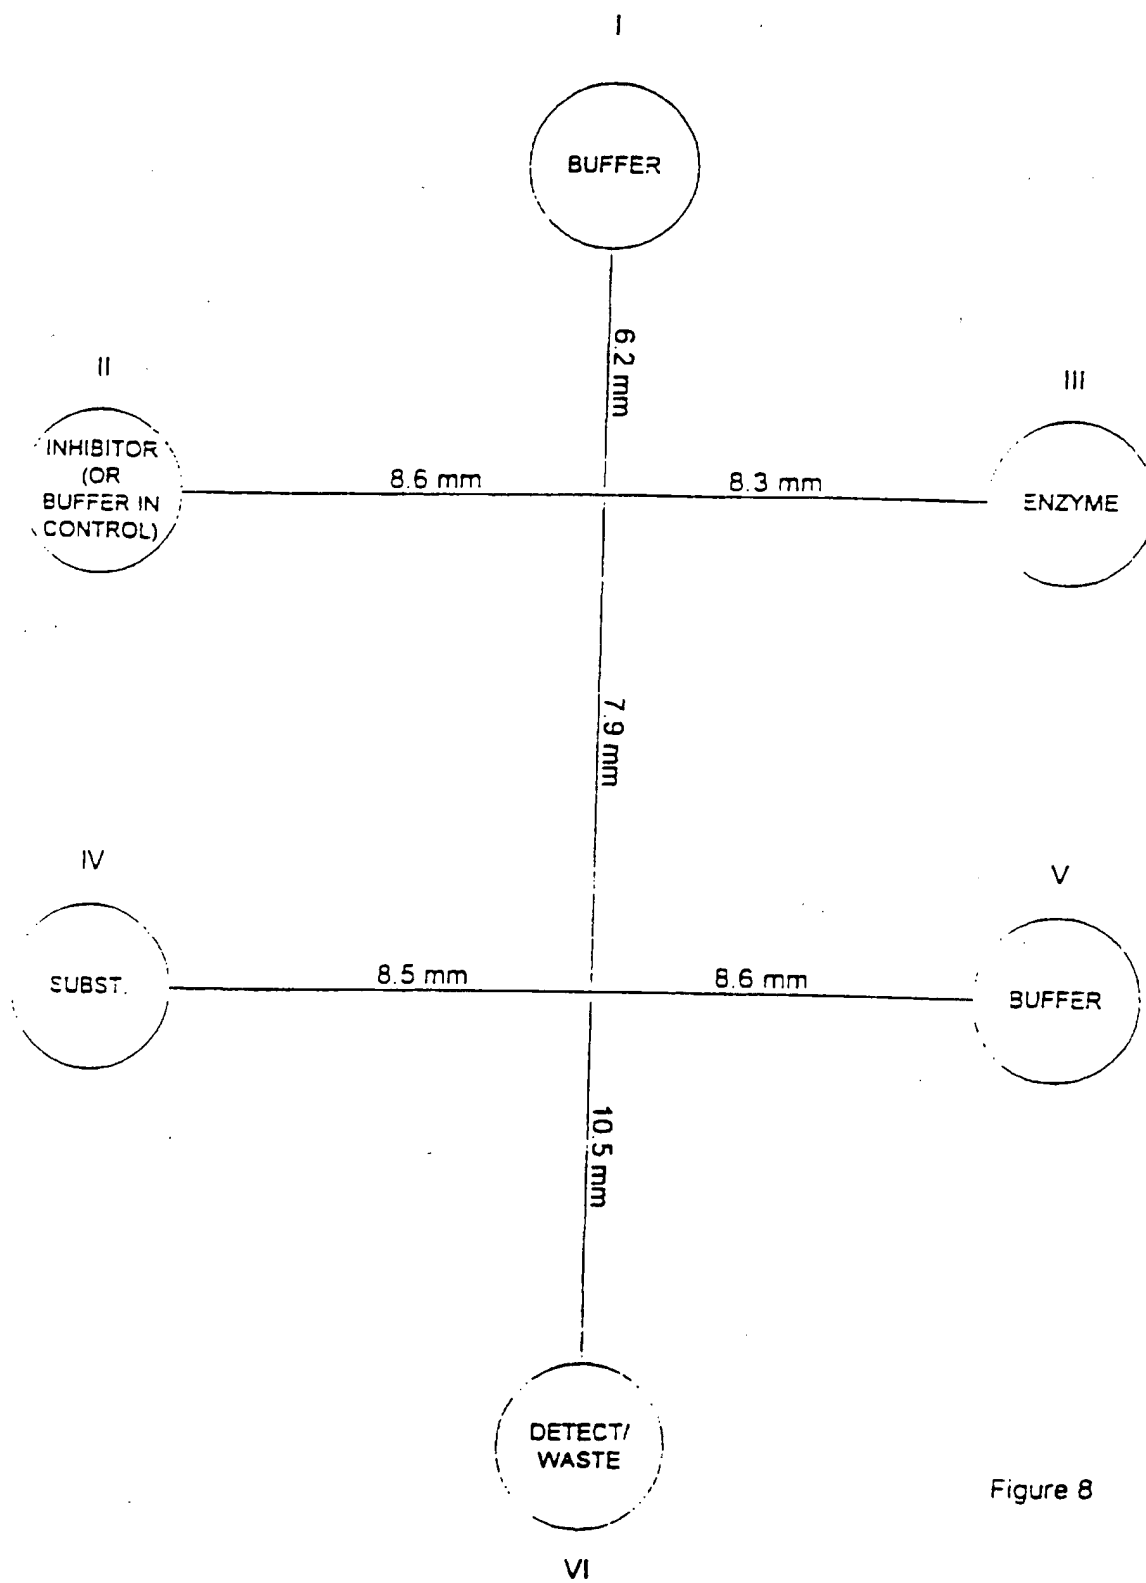 I
BUFFER
6.2 mm
II
III
INHIBITOR
(OR
BUFFER IN
CONTROL)
8.6 mm
8.3 mm
ENZYME
7.9 mm
IV
V
SUBST.
8.5 mm
8.6 mm
BUFFER
10.5 mm
DETECT/
WASTE
Figure 8
VI